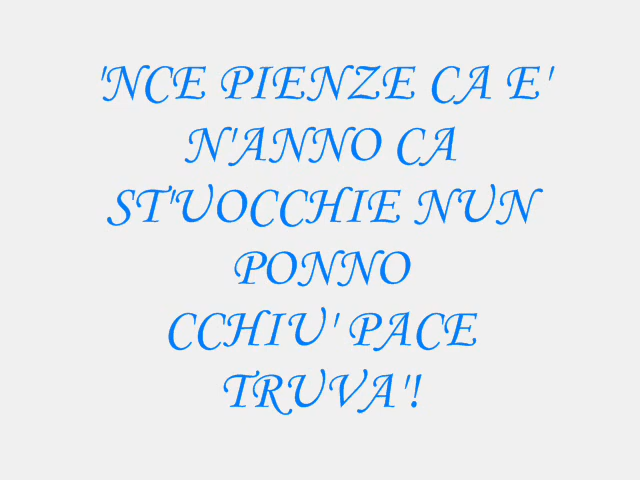 'NCE PIENZE CA E'
N'ANNO CA
ST'UOCCHIE NUN
PONNO
CCHIU' PACE
TRUVA'!